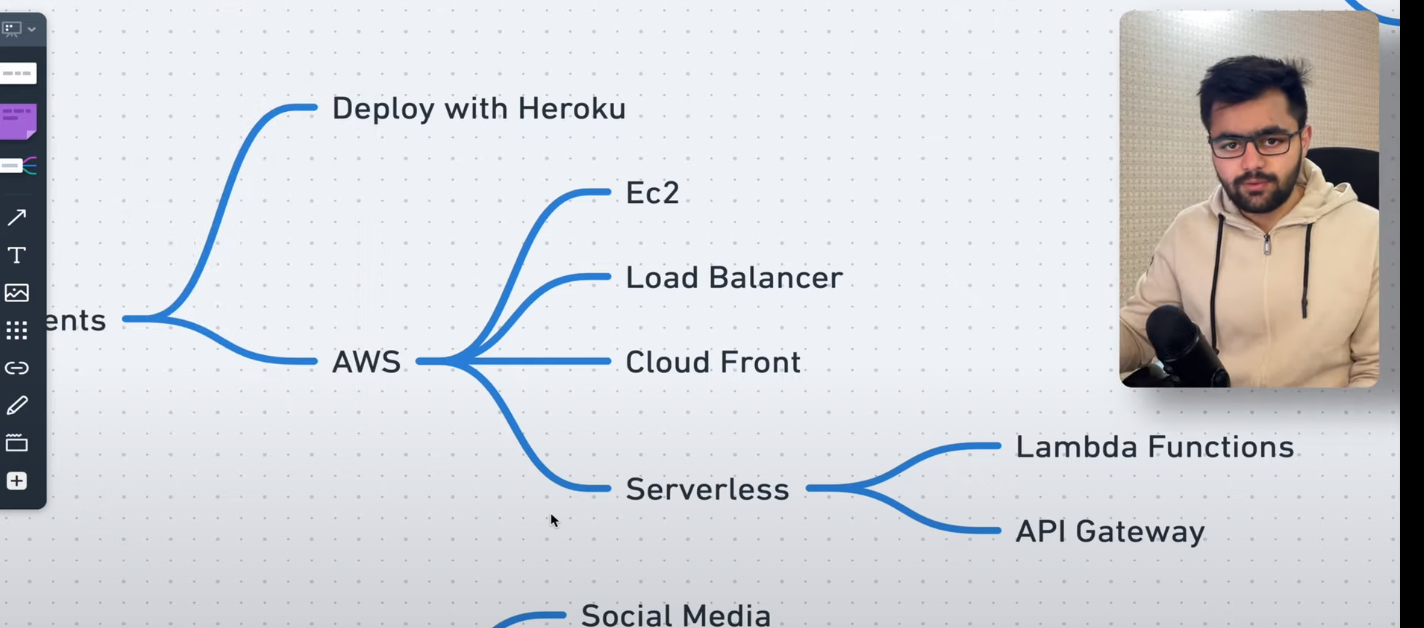 Deploy with Heroku
Ec2
Load Balancer
ents
AWS
Cloud Front
Lambda Functions
Serverless
API Gateway
Social Media
T